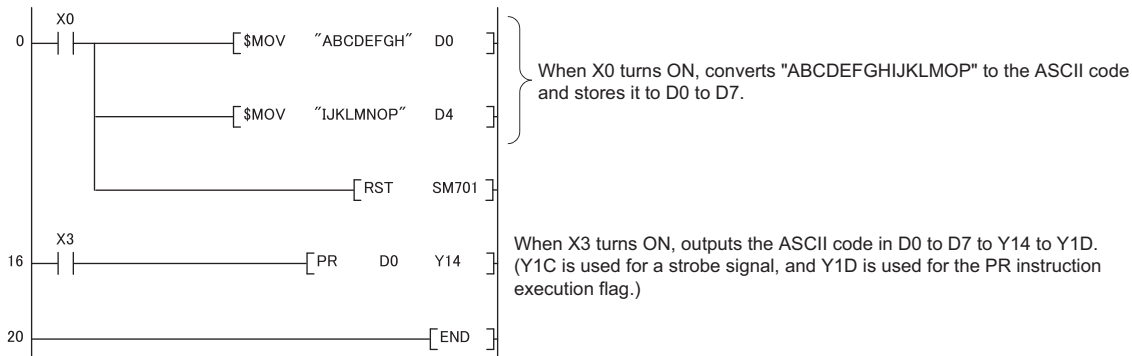 X0
0 $MOV "ABCDEFGH" D0
When X0 turns ON, converts "ABCDEFGHIJKLMOP" to the ASCII code
and stores it to D0 to D7.
$MOV "IJKLMNOP" D4
RST SM701
X3
16 PR D0 Y14
When X3 turns ON, outputs the ASCII code in D0 to D7 to Y14 to Y1D.
(Y1C is used for a strobe signal, and Y1D is used for the PR instruction
execution flag.)
20 END